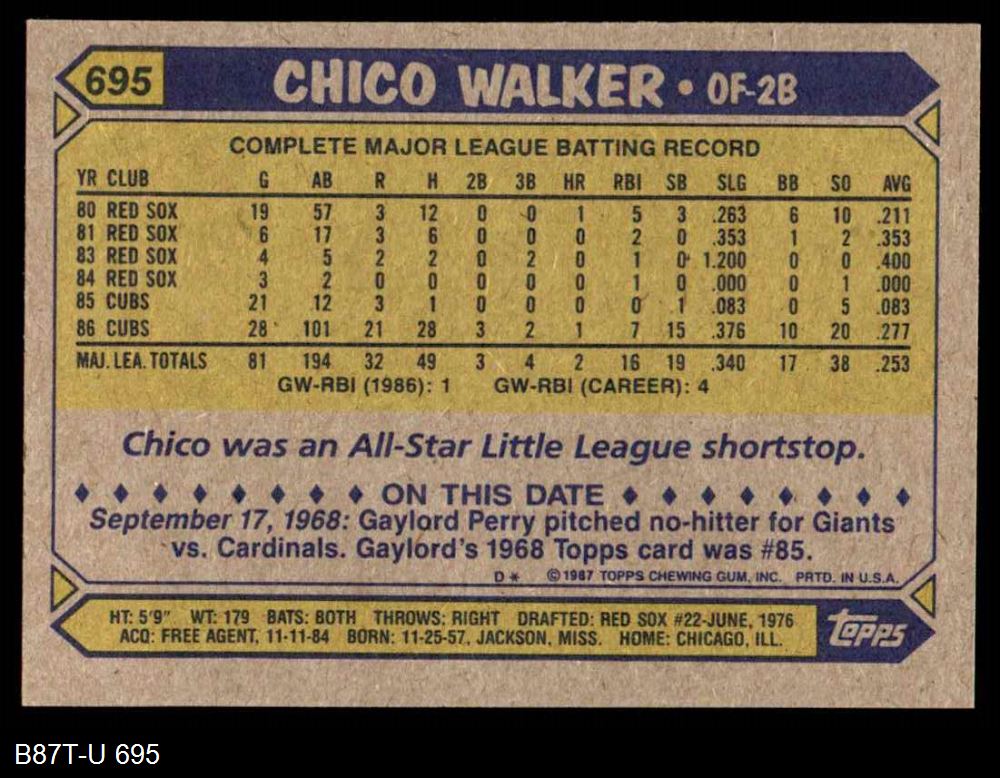 695 CHICO WALKER • OF-2B
COMPLETE MAJOR LEAGUE BATTING RECORD
YR CLUB G AB R H 2B 3B HR RBI SB SLG BB SO AVG
80 RED SOX 19 57 3 12 0 0 1 5 3 .263 6 10 .211
81 RED SOX 6 17 3 6 0 0 0 2 0 .353 1 2 .353
83 RED SOX 4 5 2 2 0 2 0 1 0 1.200 0 0 .400
84 RED SOX 3 2 0 0 0 0 0 1 0 .000 0 1 .000
85 CUBS 21 12 3 1 0 0 0 0 1 .083 0 5 .083
86 CUBS 28 101 21 28 3 2 1 7 15 .376 10 20 .277
MAJ. LEA. TOTALS 81 194 32 49 3 4 2 16 19 .340 17 38 .253
GW-RBI (1986): 1 GW-RBI (CAREER): 4
Chico was an All-Star Little League shortstop.
ON THIS DATE
September 17, 1968: Gaylord Perry pitched no-hitter for Giants
vs. Cardinals. Gaylord's 1968 Topps card was #85.
D* © 1987 TOPPS CHEWING GUM, INC. PRTD. IN U.S.A.
HT: 5'9" WT: 179 BATS: BOTH THROWS: RIGHT DRAFTED: RED SOX #22-JUNE, 1976
ACQ: FREE AGENT, 11-11-84 BORN: 11-25-57, JACKSON, MISS. HOME: CHICAGO, ILL.
Topps
B87T-U 695